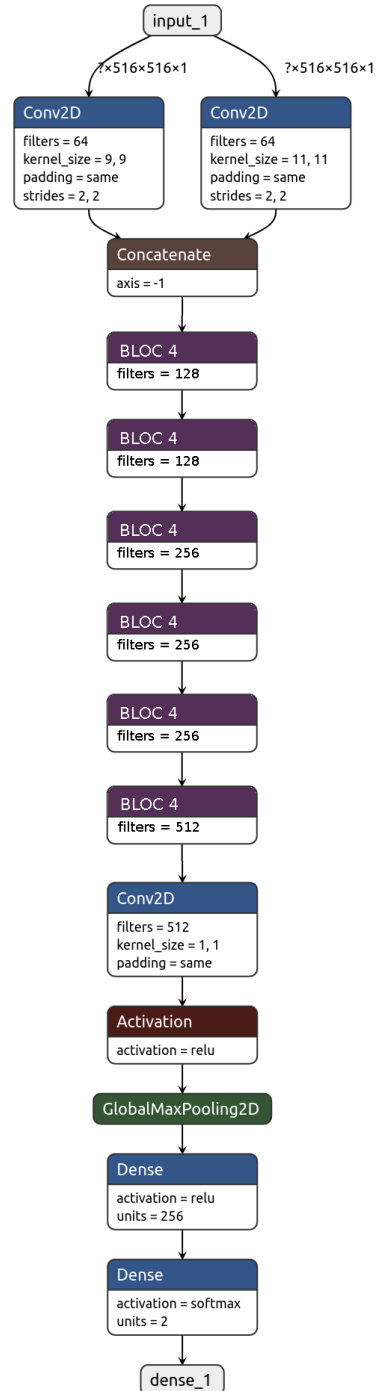 input_1
?×516×516×1
?×516×516×1
Conv2D
filters = 64
kernel_size = 9, 9
padding = same
strides = 2, 2
Conv2D
filters = 64
kernel_size = 11, 11
padding = same
strides = 2, 2
Concatenate
axis = -1
BLOC 4
filters = 128
BLOC 4
filters = 128
BLOC 4
filters = 256
BLOC 4
filters = 256
BLOC 4
filters = 256
BLOC 4
filters = 512
Conv2D
filters = 512
kernel_size = 1, 1
padding = same
Activation
activation = relu
GlobalMaxPooling2D
Dense
activation = relu
units = 256
Dense
activation = softmax
units = 2
dense_1